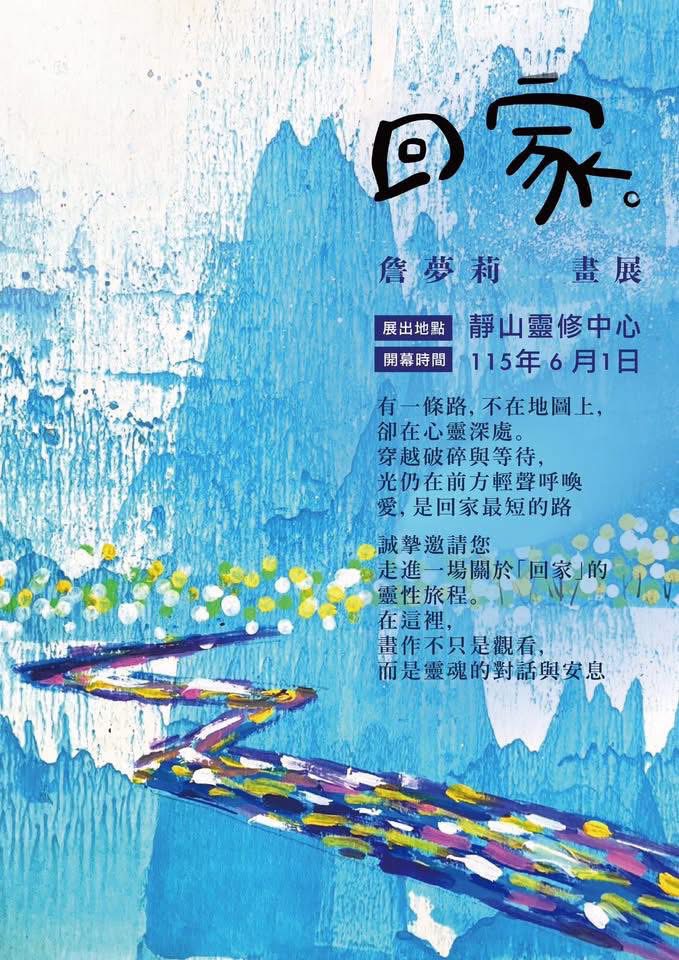 回家。
詹夢莉 畫展
展出地點 靜山靈修中心
開幕時間 115年6月1日
有一條路,不在地圖上,
卻在心靈深處。
穿越破碎與等待,
光仍在前方輕聲呼喚
愛,是回家最短的路
誠摯邀請您
走進一場關於「回家」的
靈性旅程。
在這裡,
畫作不只是觀看,
而是靈魂的對話與安息